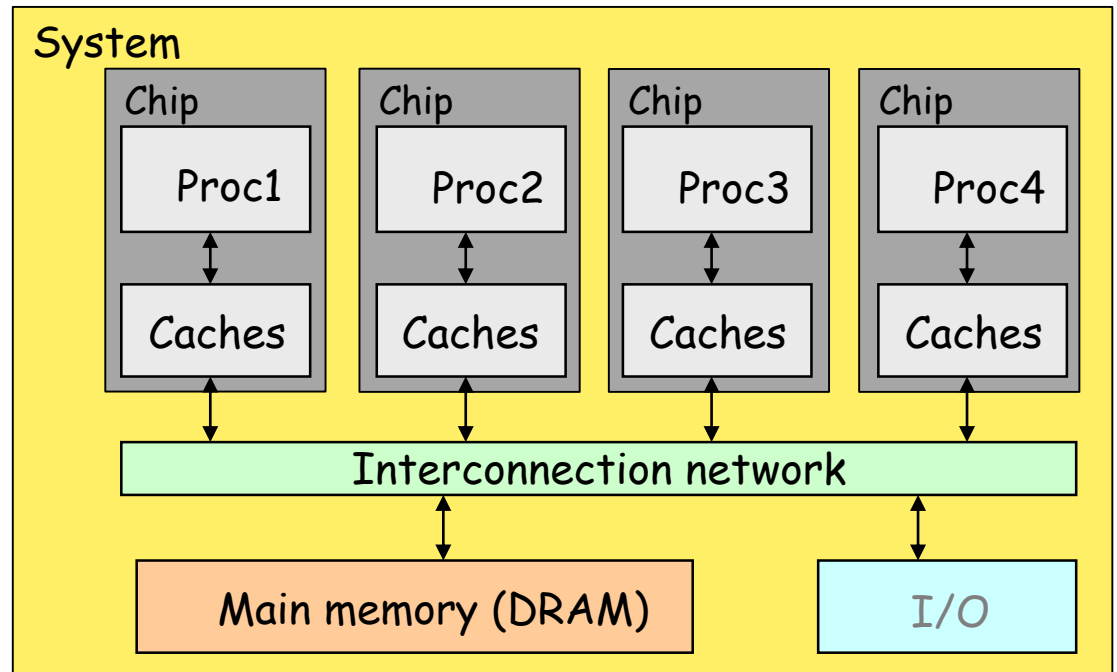 System
Chip
Chip
Chip
Chip
Proc1
Proc2
Proc3
Proc4
Caches
Caches
Caches
Caches
Interconnection network
Main memory (DRAM)
I/O